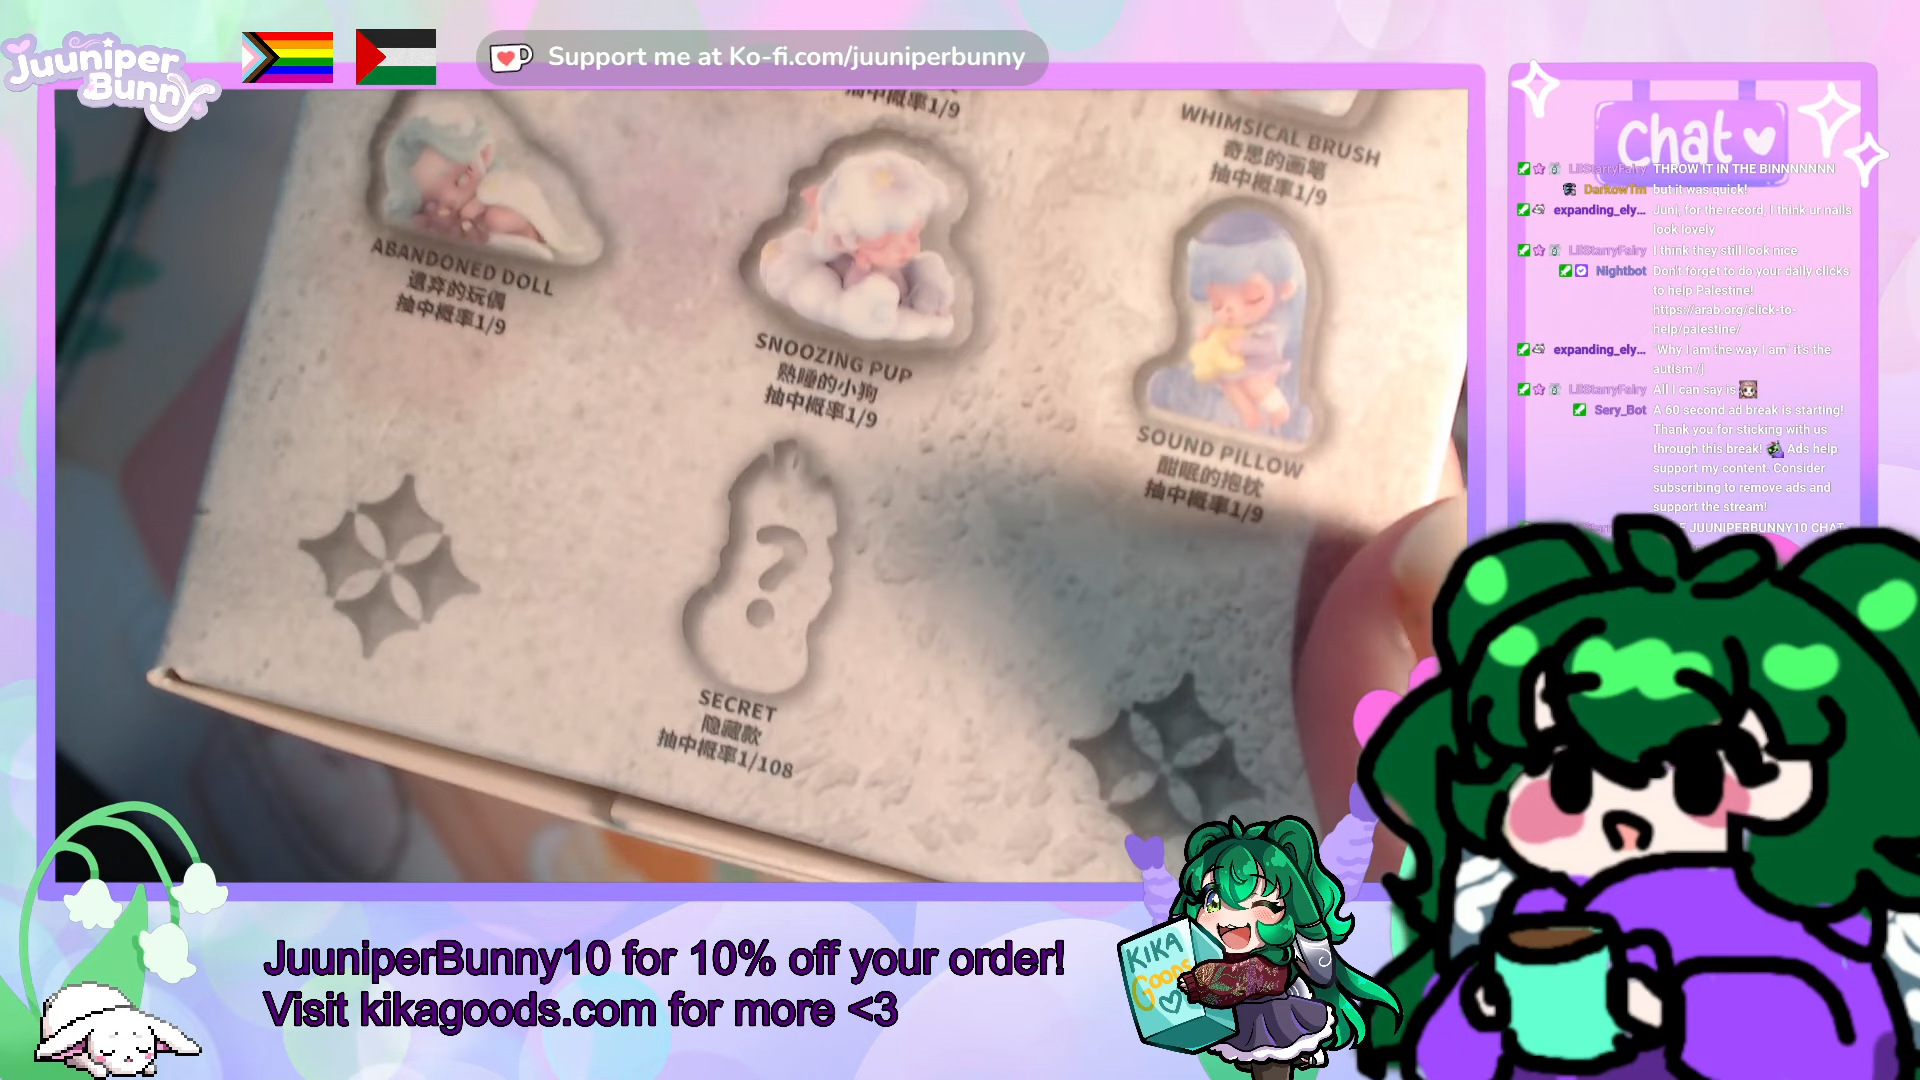 Juuniper
Bunny
Support me at Ko-fi.com/juuniperbunny
抽中概率1/9
WHIMSICAL BRUSH
奇思的画笔
抽中概率1/9
ABANDONED DOLL
遗弃的玩偶
抽中概率1/9
SNOOZING PUP
熟睡的小狗
抽中概率1/9
SOUND PILLOW
酣眠的抱枕
抽中概率1/9
?
SECRET
隐藏款
抽中概率1/108
chat
LilStarryFairy THROW IT IN THE BINNNNNNN
DarkowTm but it was quick!
expanding_ely... Juni, for the record, I think ur nails
look lovely
LilStarryFairy I think they still look nice
Nightbot Don't forget to do your daily clicks
to help Palestine!
https://arab.org/click-to-
help/palestine/
expanding_ely... "Why I am the way I am" it's the
autism /j
LilStarryFairy All I can say is
Sery_Bot A 60 second ad break is starting!
Thank you for sticking with us
through this break! Ads help
support my content. Consider
subscribing to remove ads and
support the stream!
JUUNIPERBUNNY10 CHAT
KIKA
Goods
JuuniperBunny10 for 10% off your order!
Visit kikagoods.com for more <3